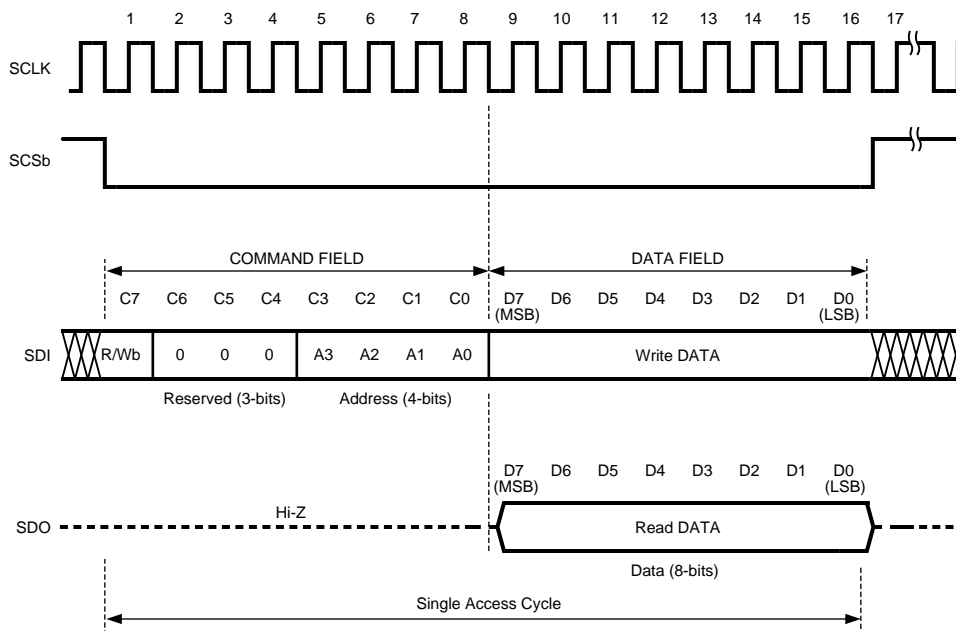 1 2 3 4 5 6 7 8 9 10 11 12 13 14 15 16 17
SCLK
SCSb
COMMAND FIELD DATA FIELD
C7 C6 C5 C4 C3 C2 C1 C0 D7 D6 D5 D4 D3 D2 D1 D0
(MSB) (LSB)
SDI R/Wb 0 0 0 A3 A2 A1 A0 Write DATA
Reserved (3-bits) Address (4-bits)
D7 D6 D5 D4 D3 D2 D1 D0
(MSB) (LSB)
Hi-Z
SDO Read DATA
Data (8-bits)
Single Access Cycle